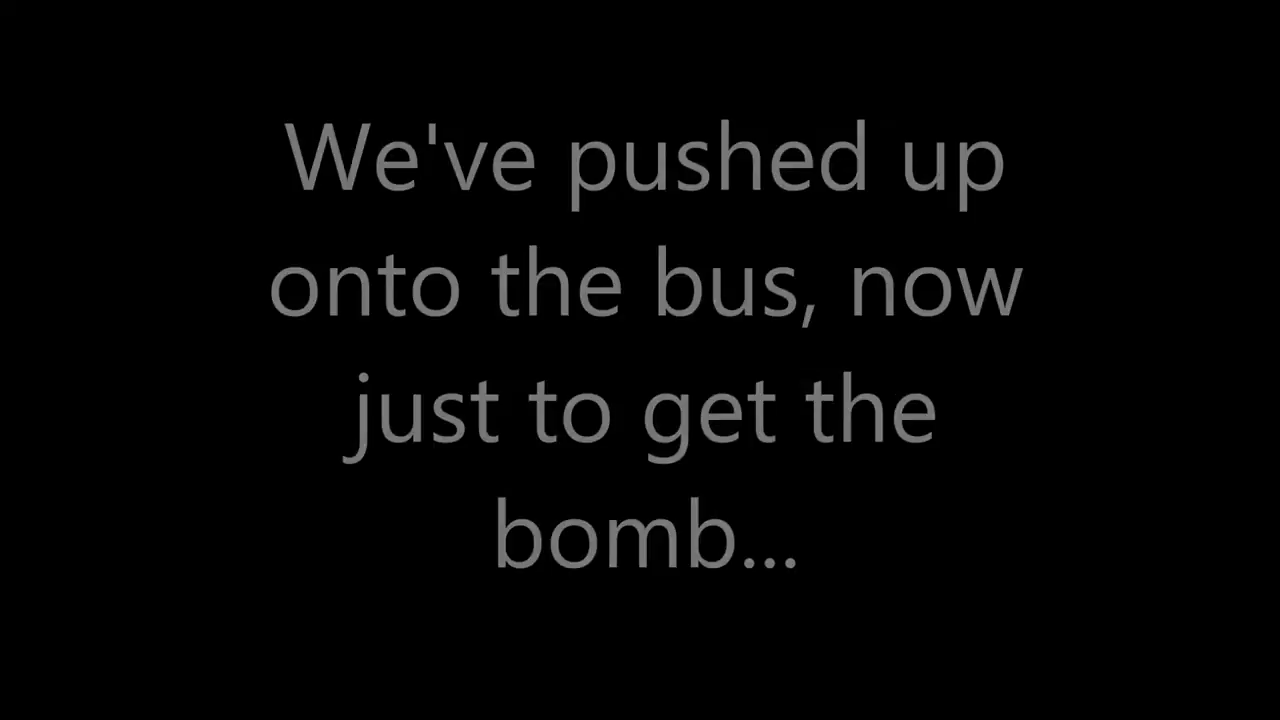 We've pushed up
onto the bus, now
just to get the
bomb...